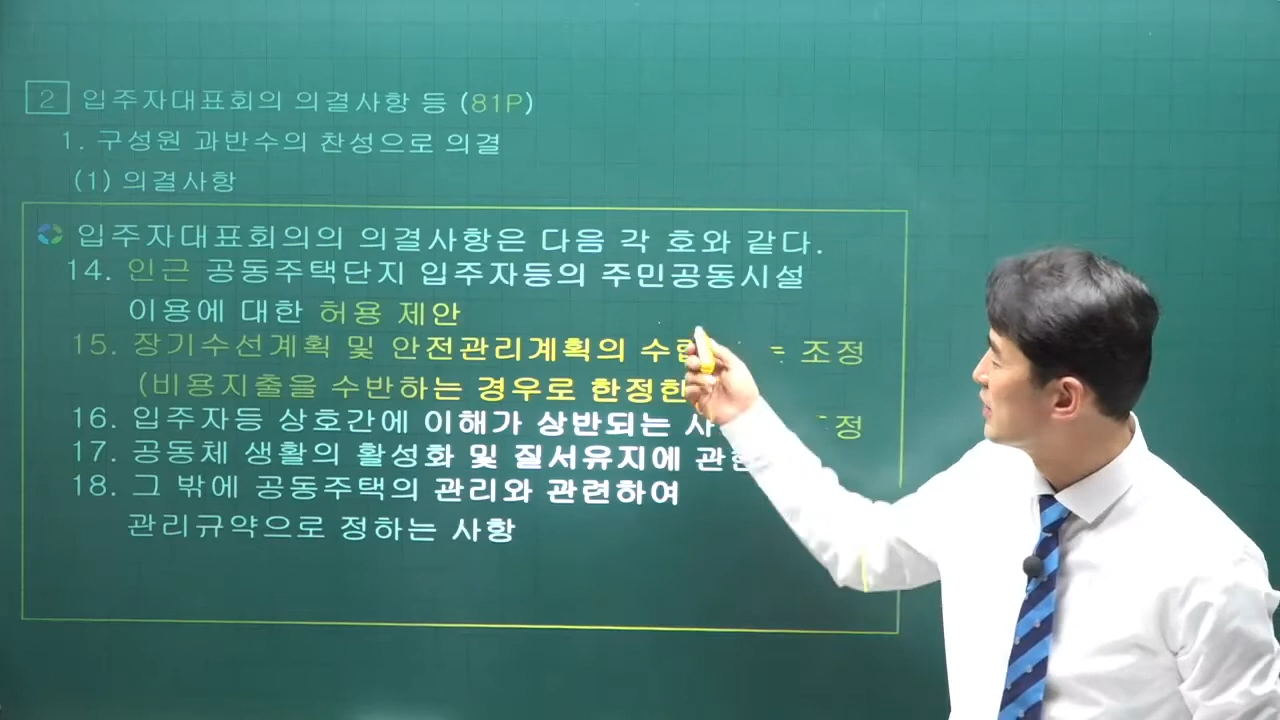 2 입주자대표회의 의결사항 등 (81P)
1. 구성원 과반수의 찬성으로 의결
(1) 의결사항
입주자대표회의의 의결사항은 다음 각 호와 같다.
14. 인근 공동주택단지 입주자등의 주민공동시설
이용에 대한 허용 제안
15. 장기수선계획 및 안전관리계획의 조정
(비용지출을 수반하는 경우로 한정한
16. 입주자등 상호간에 이해가 상반되는 조정
17. 공동체 생활의 활성화 및 질서유지에
18. 그 밖에 공동주택의 관리와 관련하여
관리규약으로 정하는 사항